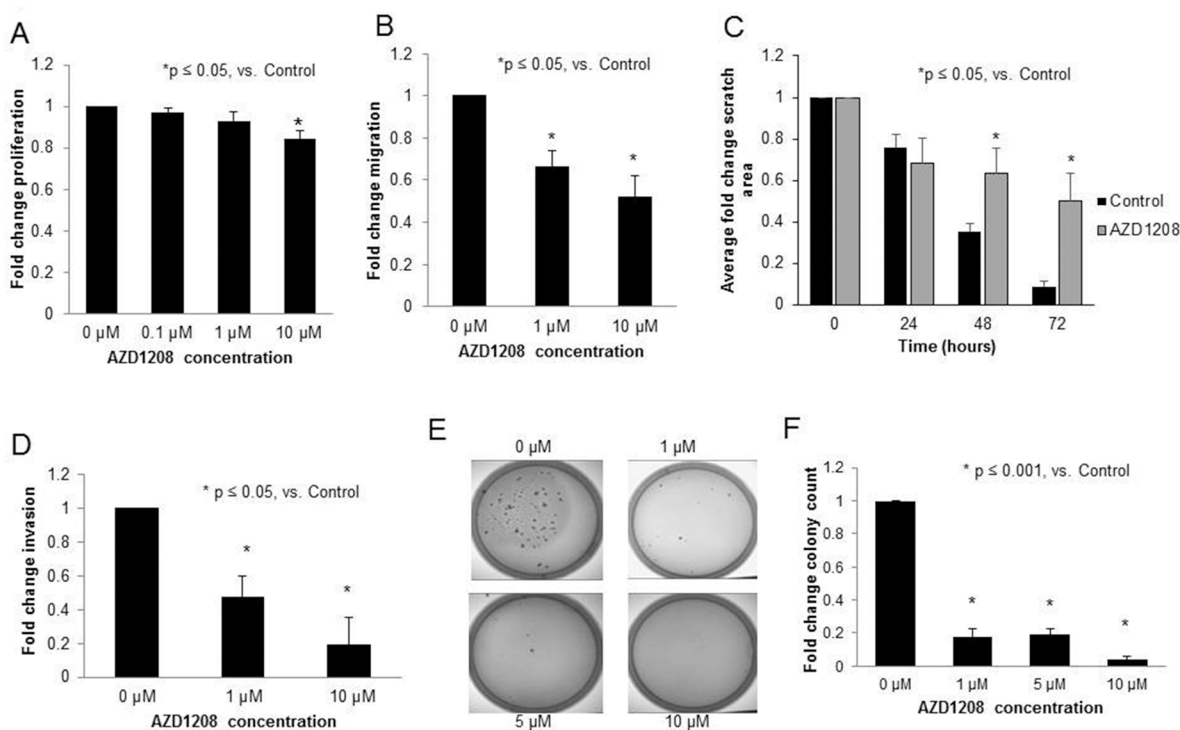 A
*p ≤ 0.05, vs. Control
Fold change proliferation
1.2
1
0.8
0.6
0.4
0.2
0
0 µM 0.1 µM 1 µM 10 µM
*
AZD1208 concentration
B
*p ≤ 0.05, vs. Control
Fold change migration
1.2
1
0.8
0.6
0.4
0.2
0
*
*
0 µM 1 µM 10 µM
AZD1208 concentration
C
*p ≤ 0.05, vs. Control
Average fold change scratch
area
1.2
1
0.8
0.6
0.4
0.2
0
*
*
0 24 48 72
Time (hours)
Control
AZD1208
D
* p ≤ 0.05, vs. Control
Fold change invasion
1.2
1
0.8
0.6
0.4
0.2
0
*
*
0 µM 1 µM 10 µM
AZD1208 concentration
E
0 µM 1 µM
5 µM 10 µM
F
* p ≤ 0.001, vs. Control
Fold change colony count
1.2
1
0.8
0.6
0.4
0.2
0
*
*
*
0 µM 1 µM 5 µM 10 µM
AZD1208 concentration